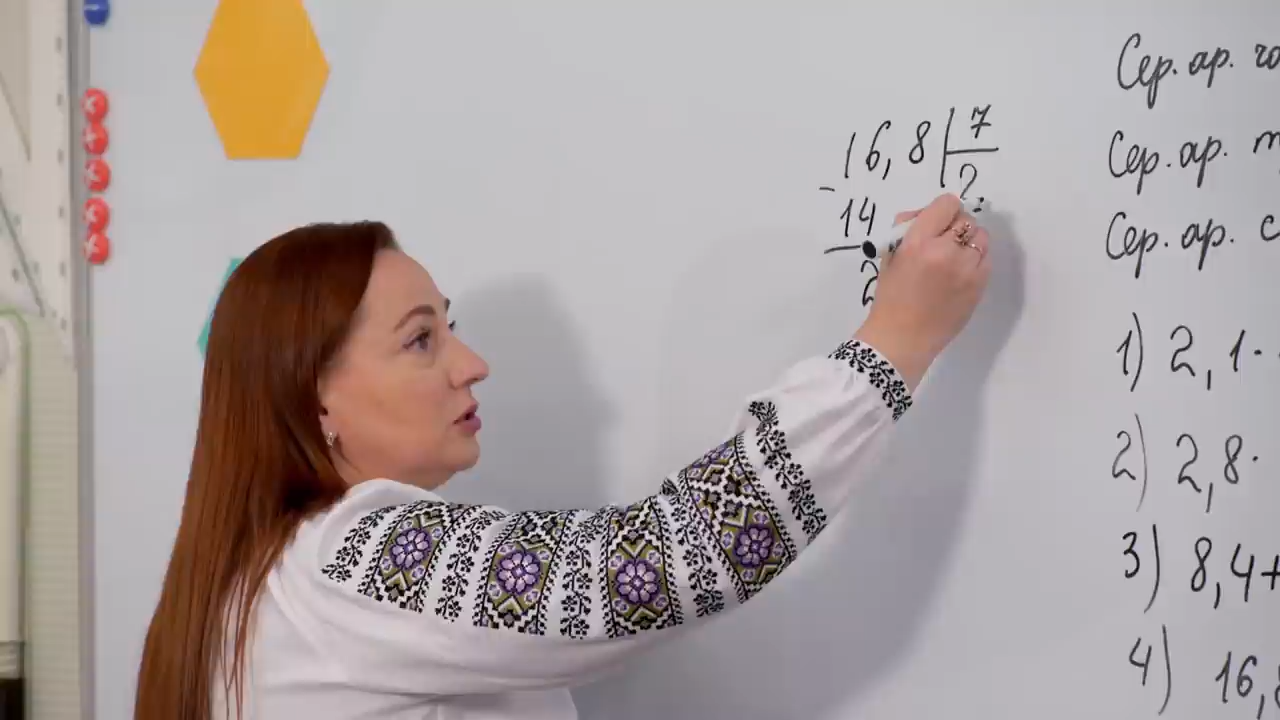 16,8 7
2,
14
2
Сер. ар.
Сер. ар.
Сер. ар. с
1) 2,1·
2) 2,8·
3) 8,4+
4) 16,